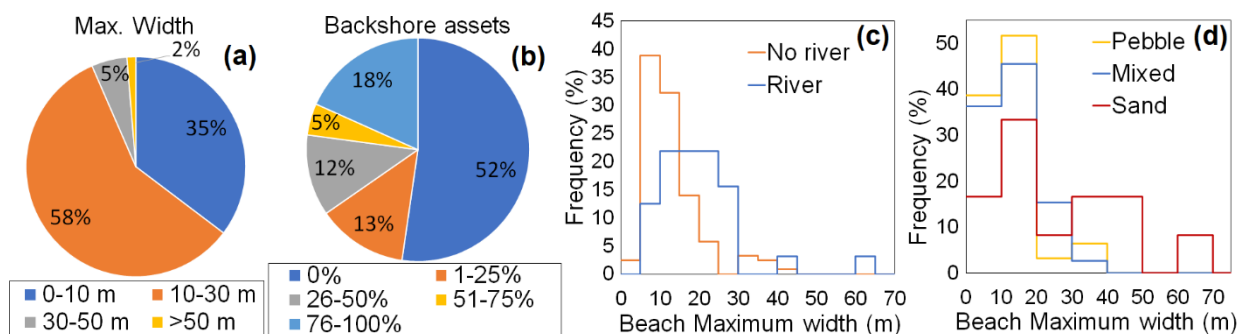 Max. Width
(a)
2%
5%
35%
58%
0-10 m
10-30 m
30-50 m
>50 m
Backshore assets
(b)
18%
5%
12%
13%
52%
0%
1-25%
26-50%
51-75%
76-100%
(c)
No river
River
Frequency (%)
45
40
35
30
25
20
15
10
5
0
0 10 20 30 40 50 60 70
Beach Maximum width (m)
(d)
Pebble
Mixed
Sand
Frequency (%)
50
40
30
20
10
0
0 10 20 30 40 50 60 70
Beach Maximum width (m)